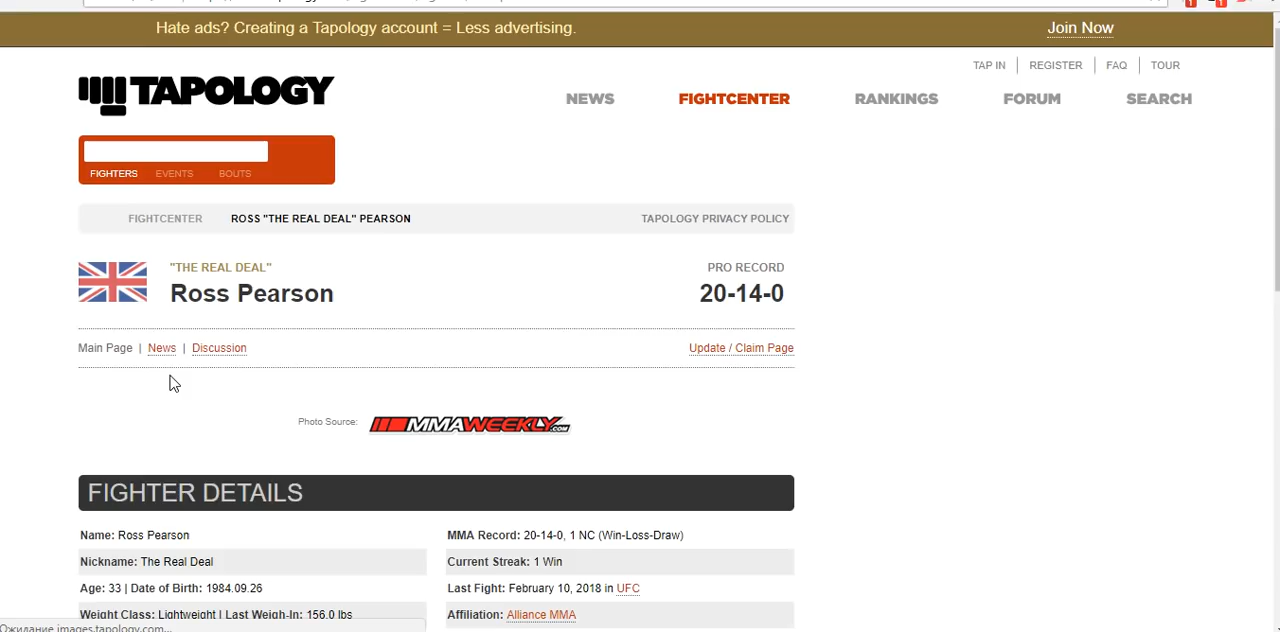 Hate ads? Creating a Tapology account = Less advertising.
Join Now
TAP IN | REGISTER | FAQ | TOUR
TAPOLOGY
NEWS FIGHTCENTER RANKINGS FORUM SEARCH
FIGHTERS EVENTS BOUTS
FIGHTCENTER ROSS "THE REAL DEAL" PEARSON TAPOLOGY PRIVACY POLICY
"THE REAL DEAL"
Ross Pearson
PRO RECORD
20-14-0
Main Page | News | Discussion
Update / Claim Page
Photo Source: MMAWEEKLY.COM
FIGHTER DETAILS
Name: Ross Pearson
MMA Record: 20-14-0, 1 NC (Win-Loss-Draw)
Nickname: The Real Deal
Current Streak: 1 Win
Age: 33 | Date of Birth: 1984.09.26
Last Fight: February 10, 2018 in UFC
Weight Class: Lightweight | Last Weigh-In: 156.0 lbs
Affiliation: Alliance MMA
Ожидание images.tapology.com...